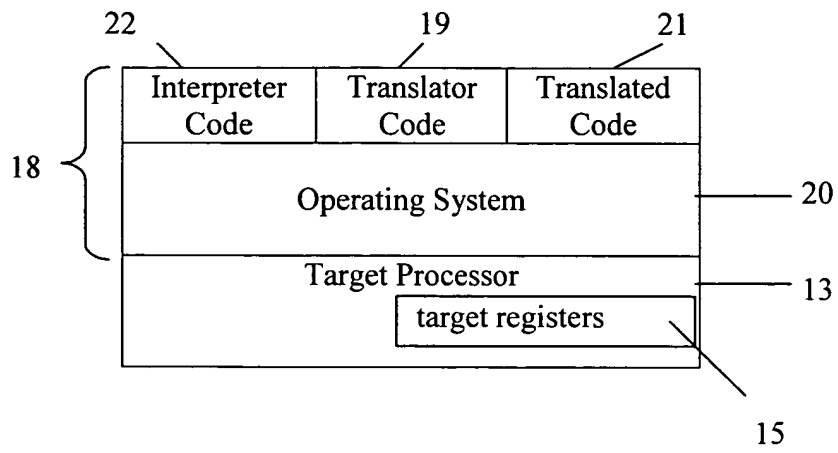 22 19 21
Interpreter Code
Translator Code
Translated Code
18
Operating System
20
Target Processor
13
target registers
15